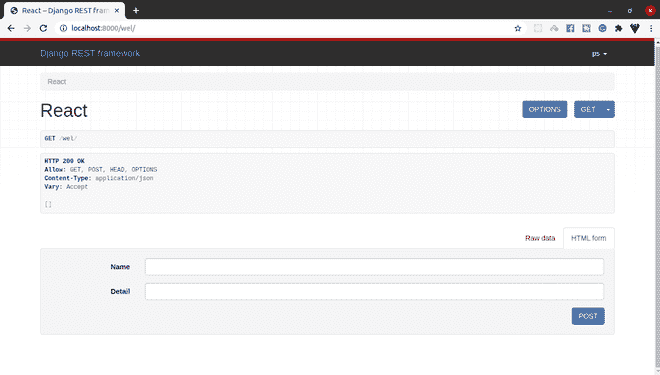 React – Django REST fram
localhost:8000/wel/
Django REST framework
ps
React
React
OPTIONS
GET
GET /wel/
HTTP 200 OK
Allow: GET, POST, HEAD, OPTIONS
Content-Type: application/json
Vary: Accept
[]
Raw data
HTML form
Name
Detail
POST